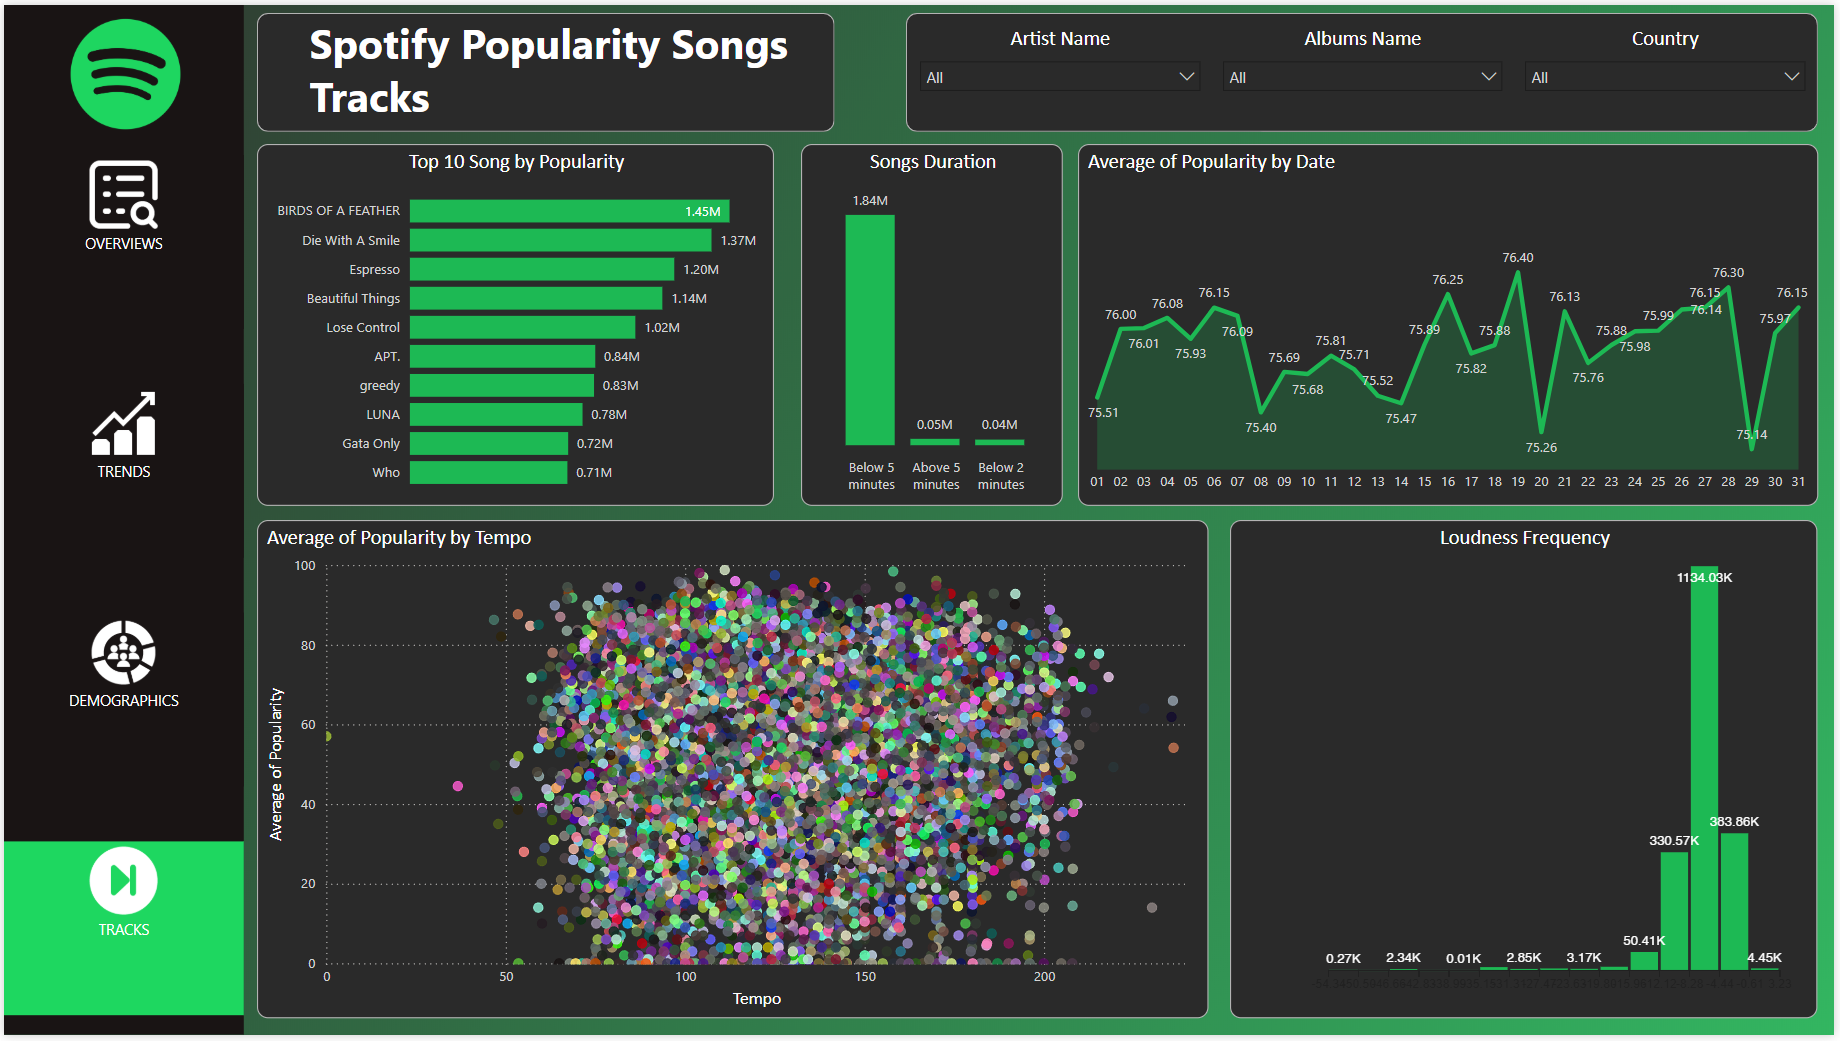 Spotify Popularity Songs
Tracks
Artist Name
Albums Name
Country
All
All
All
OVERVIEWS
TRENDS
DEMOGRAPHICS
TRACKS
Top 10 Song by Popularity
BIRDS OF A FEATHER 1.45M
Die With A Smile 1.37M
Espresso 1.20M
Beautiful Things 1.14M
Lose Control 1.02M
APT. 0.84M
greedy 0.83M
LUNA 0.78M
Gata Only 0.72M
Who 0.71M
Songs Duration
1.84M
0.05M
0.04M
Below 5
minutes
Above 5
minutes
Below 2
minutes
Average of Popularity by Date
75.51
76.00
76.01
76.08
75.93
76.15
76.09
75.40
75.69
75.68
75.81
75.71
75.52
75.47
75.89
76.25
75.82
75.88
76.40
75.26
76.13
75.76
75.88
75.98
75.99
76.14
76.15
76.30
75.14
75.97
76.15
01 02 03 04 05 06 07 08 09 10 11 12 13 14 15 16 17 18 19 20 21 22 23 24 25 26 27 28 29 30 31
Average of Popularity by Tempo
Average of Popularity
100
80
60
40
20
0
0 50 100 150 200
Tempo
Loudness Frequency
0.27K
2.34K
0.01K
2.85K
3.17K
50.41K
330.57K
1134.03K
383.86K
4.45K